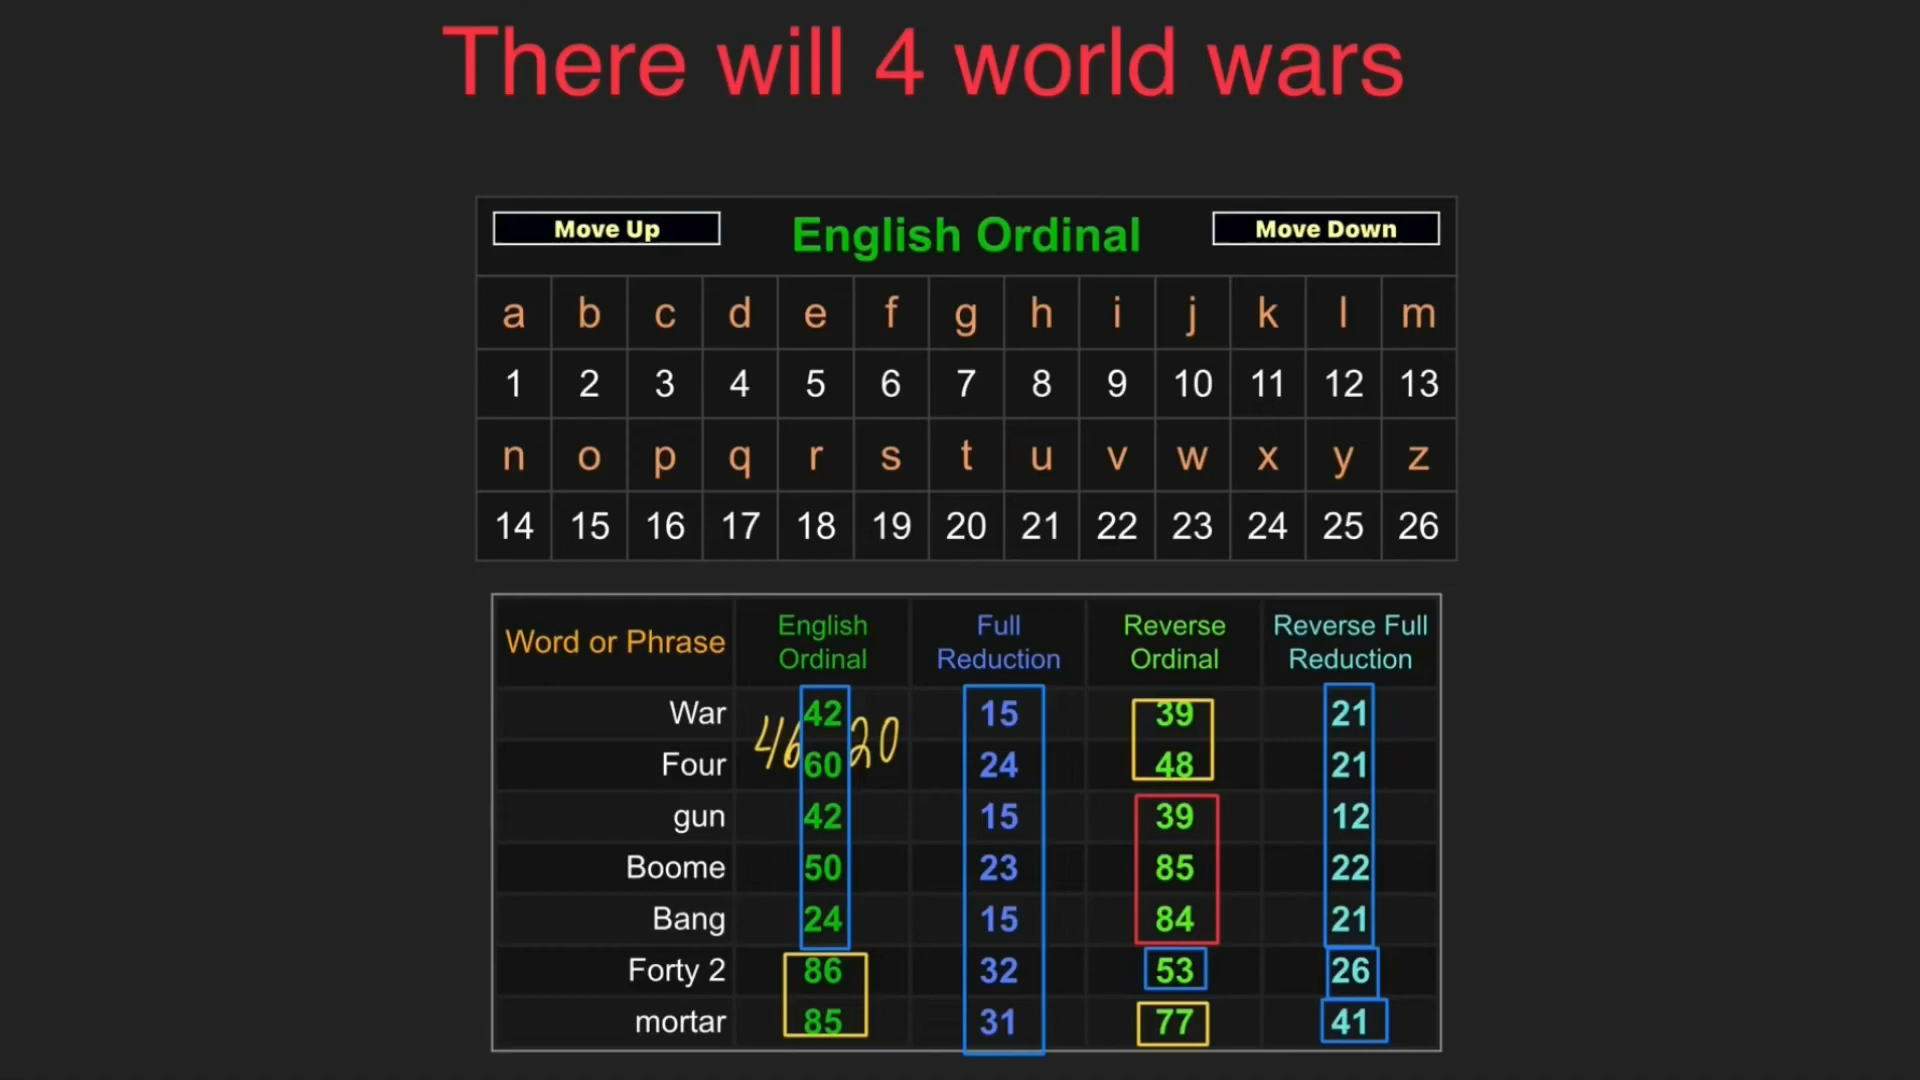 There will 4 world wars
Move Up English Ordinal Move Down
a b c d e f g h i j k l m
1 2 3 4 5 6 7 8 9 10 11 12 13
n o p q r s t u v w x y z
14 15 16 17 18 19 20 21 22 23 24 25 26
Word or Phrase English Ordinal Full Reduction Reverse Ordinal Reverse Full Reduction
War 42 15 39 21
46 20
Four 60 24 48 21
gun 42 15 39 12
Boome 50 23 85 22
Bang 24 15 84 21
Forty 2 86 32 53 26
mortar 85 31 77 41